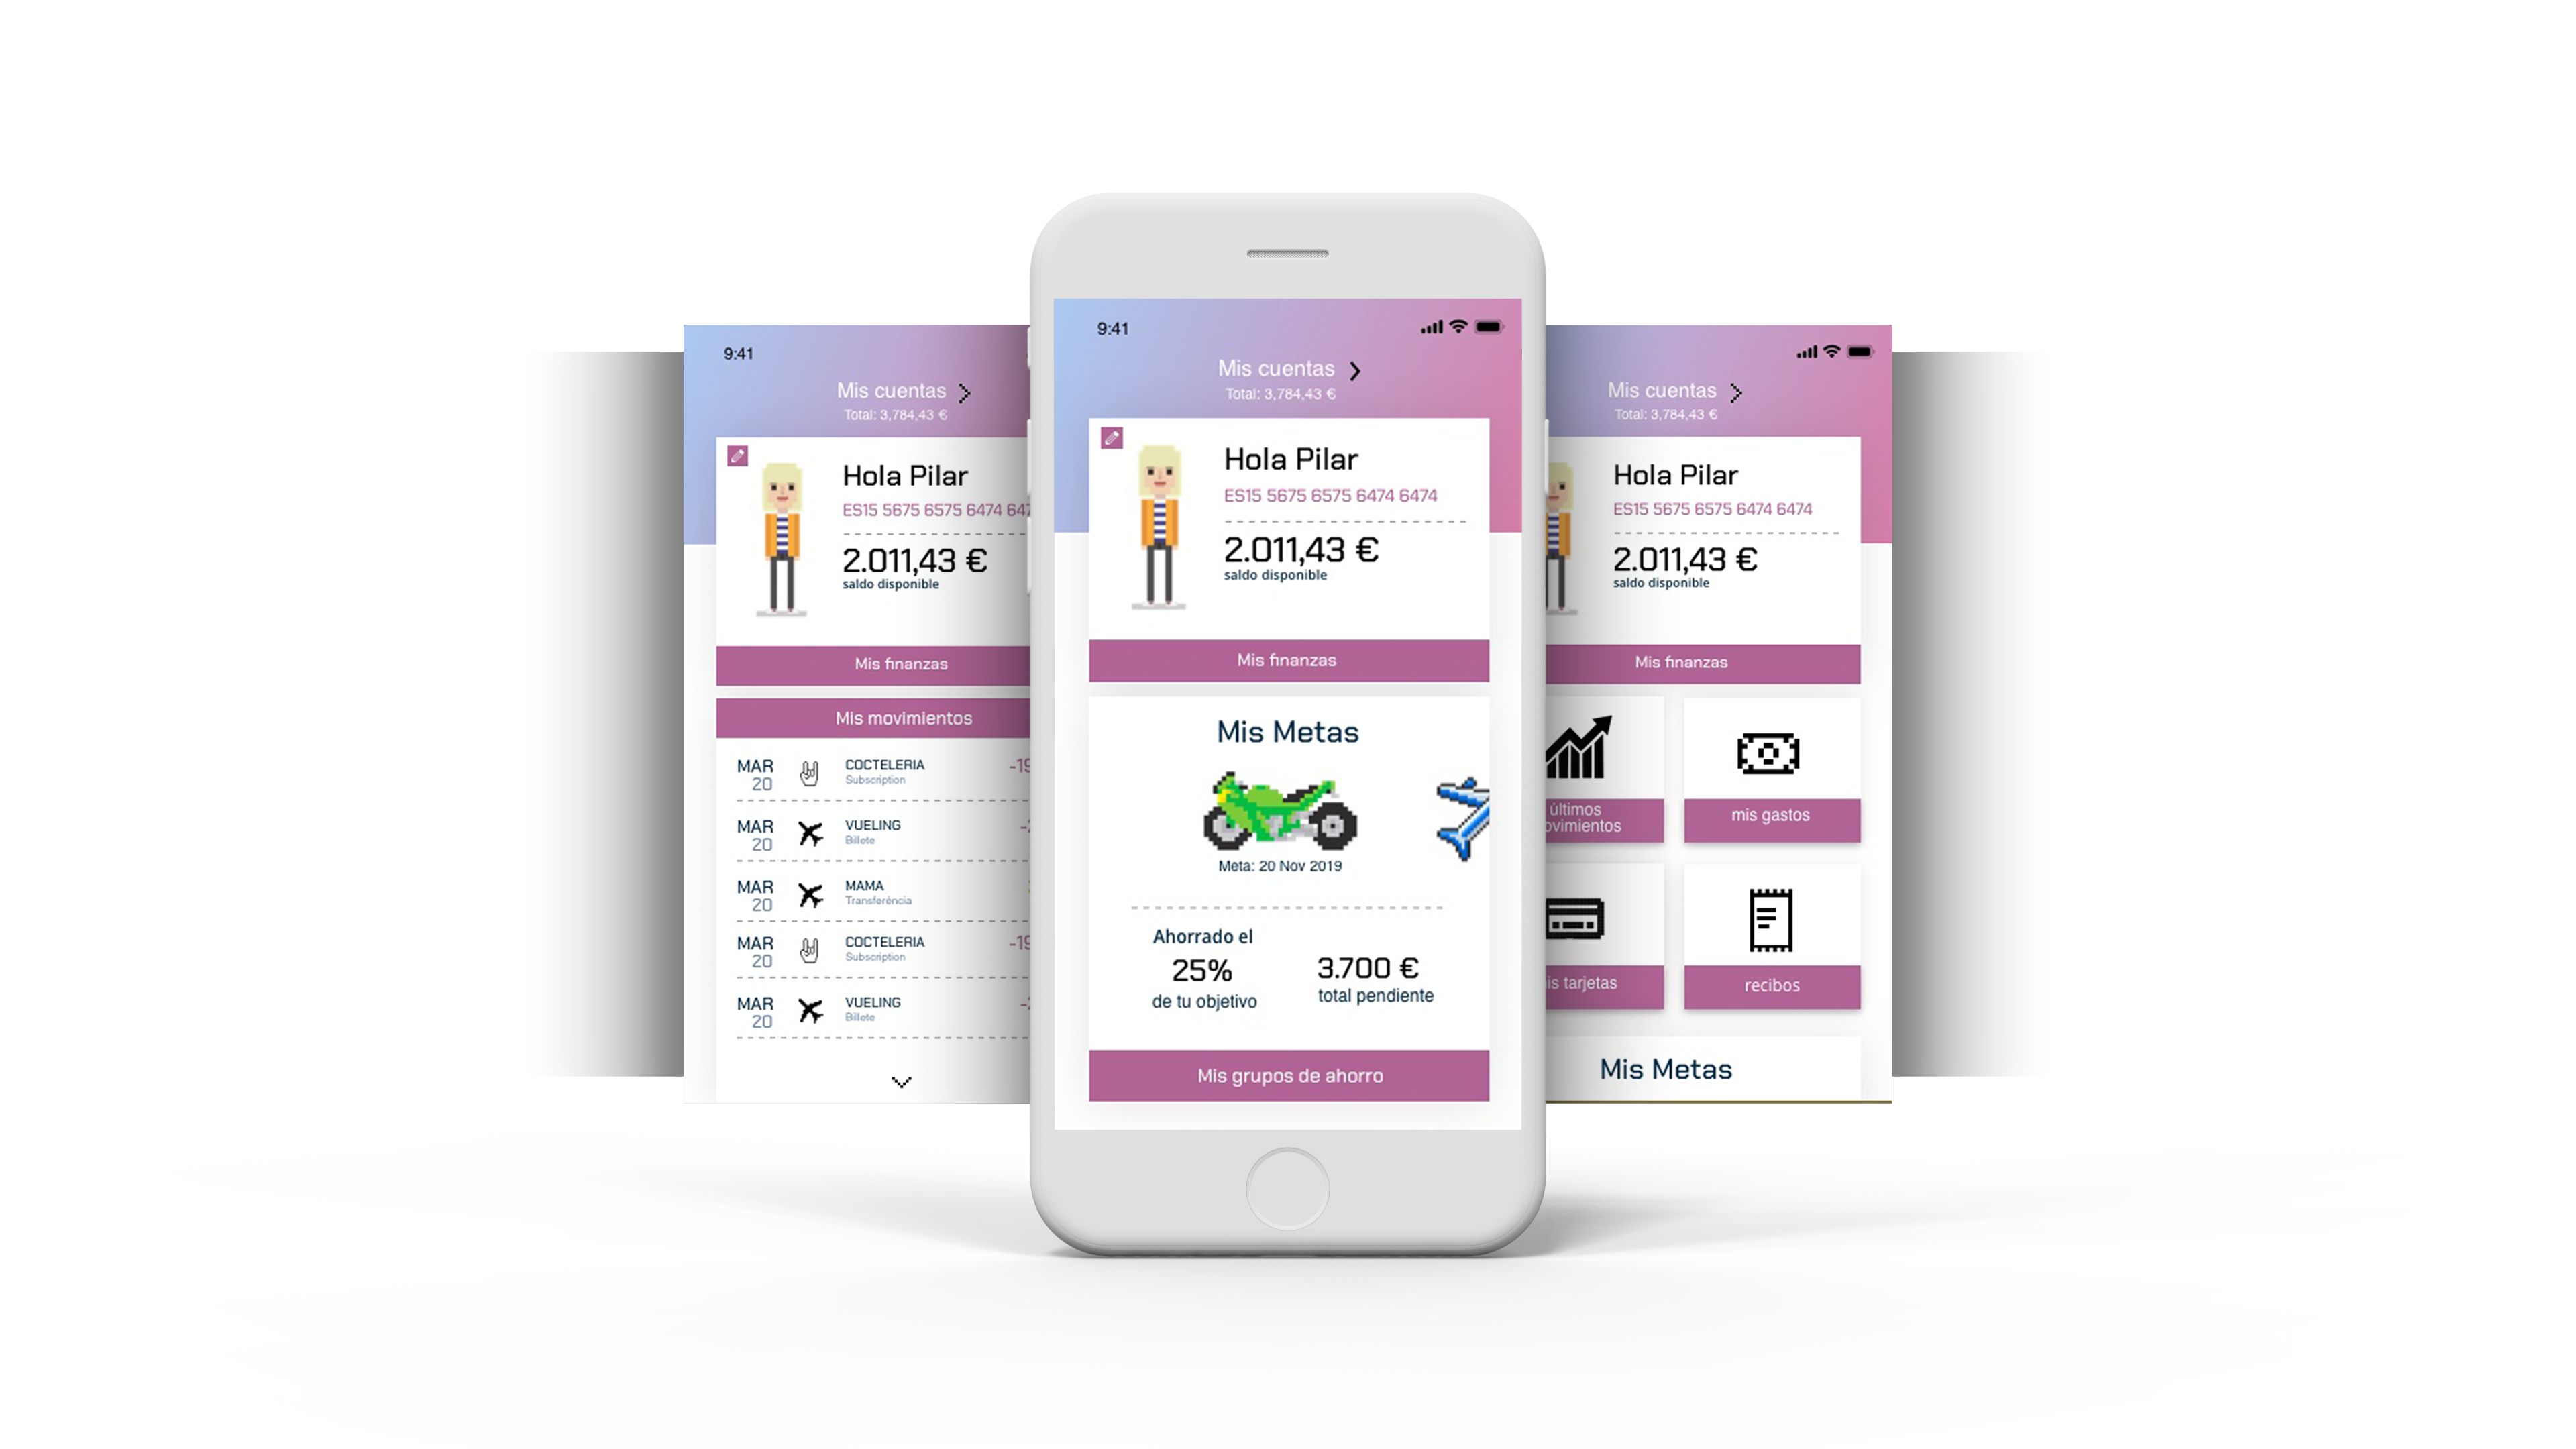 9:41
Mis cuentas
Total: 3,784,43 €
Hola Pilar
ES15 5675 6575 6474
2.011,43 €
saldo disponible
Mis finanzas
Mis movimientos
MAR
20
COCTELERIA
Subscription
MAR
20
VUELING
Billete
MAR
20
MAMA
Transferència
MAR
20
COCTELERIA
Subscription
MAR
20
VUELING
Billete
9:41
Mis cuentas
Total: 3,784,43 €
Hola Pilar
ES15 5675 6575 6474 6474
2.011,43 €
saldo disponible
Mis finanzas
Mis Metas
Meta: 20 Nov 2019
Ahorrado el
25%
de tu objetivo
3.700 €
total pendiente
Mis grupos de ahorro
Mis cuentas
Total: 3,784,43 €
Hola Pilar
ES15 5675 6575 6474 6474
2.011,43 €
saldo disponible
Mis finanzas
últimos
ovimientos
mis gastos
is tarjetas
recibos
Mis Metas